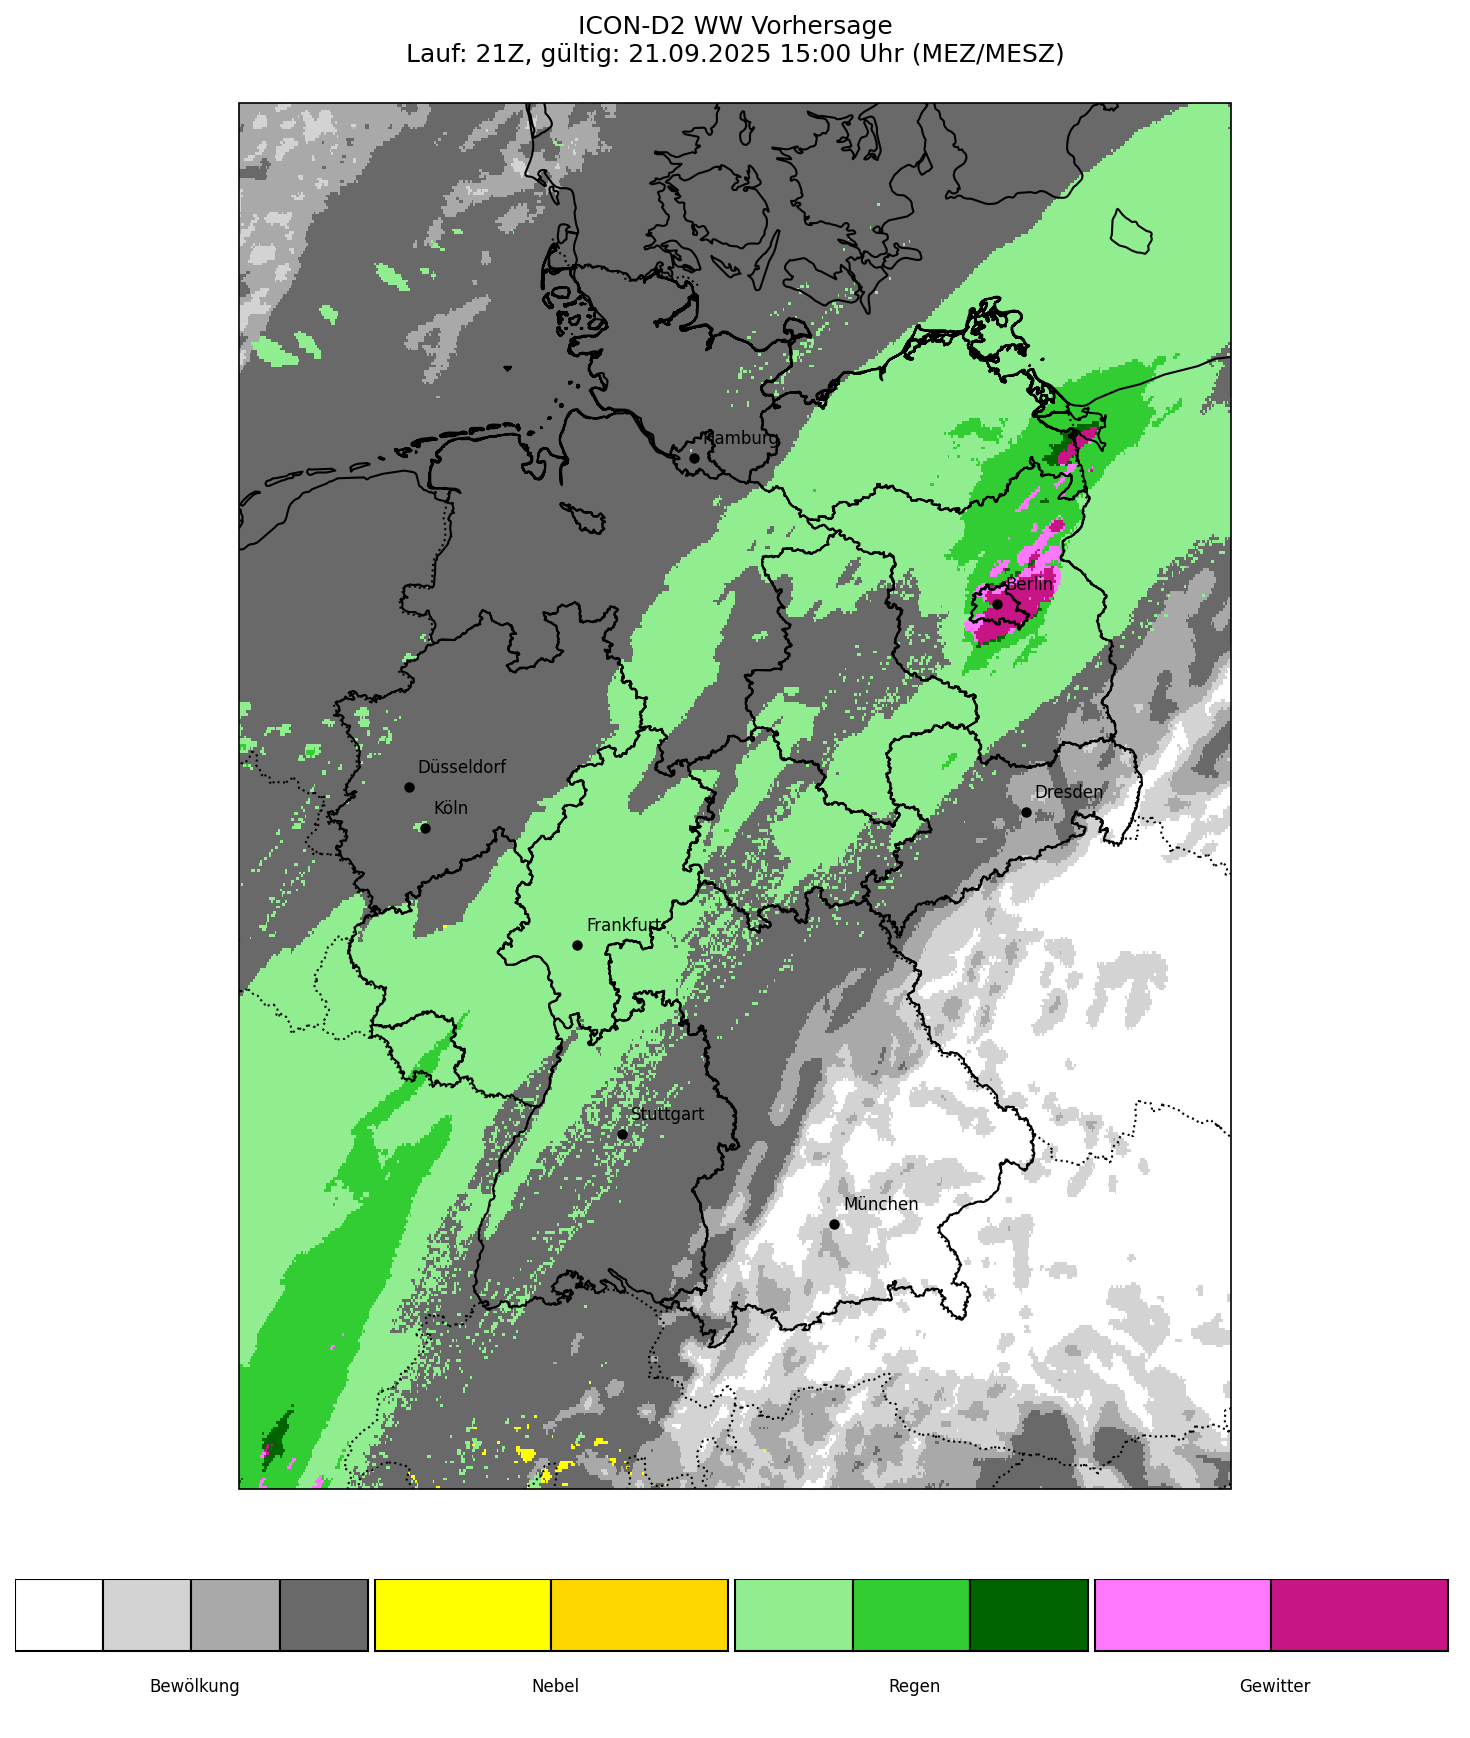 ICON-D2 WW Vorhersage
Lauf: 21Z, gültig: 21.09.2025 15:00 Uhr (MEZ/MESZ)
Hamburg
Berlin
Düsseldorf
Köln
Dresden
Frankfurt
Stuttgart
München
Bewölkung
Nebel
Regen
Gewitter